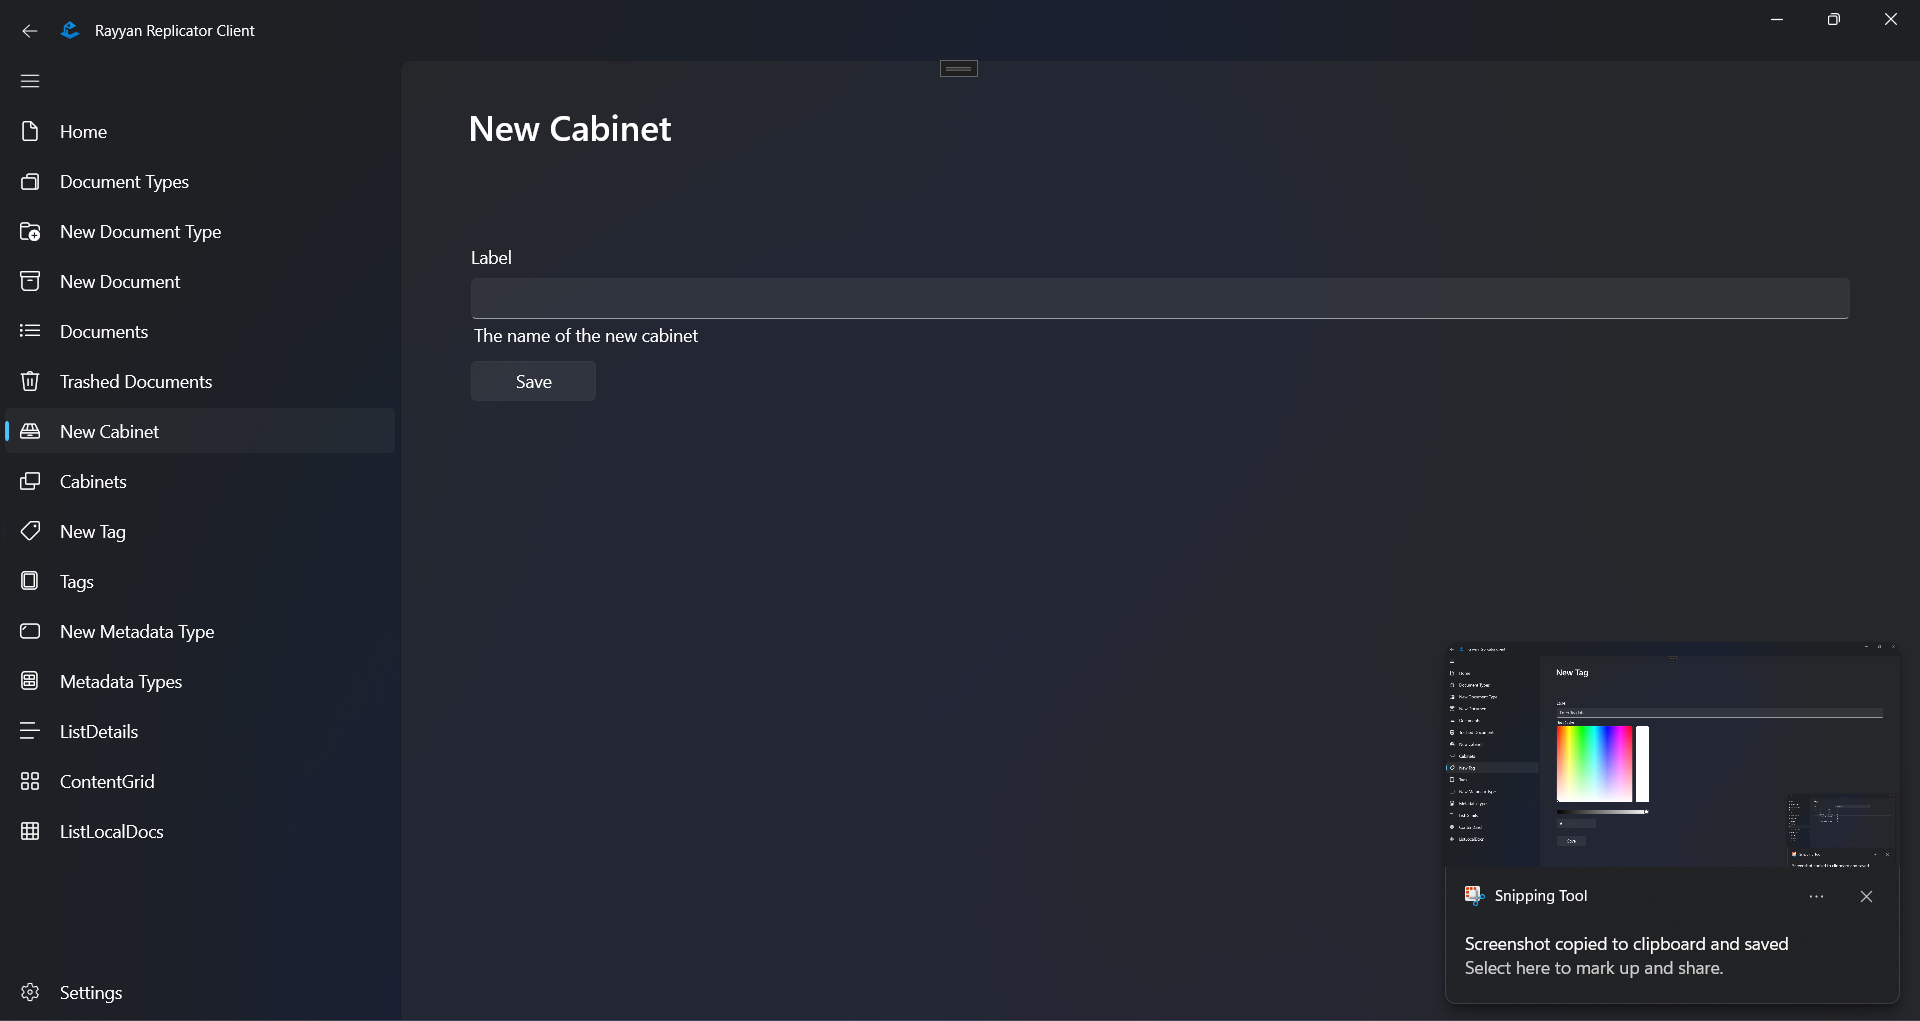 Rayyan Replicator Client
Home
Document Types
New Document Type
New Document
Documents
Trashed Documents
New Cabinet
Cabinets
New Tag
Tags
New Metadata Type
Metadata Types
ListDetails
ContentGrid
ListLocalDocs
Settings
New Cabinet
Label
The name of the new cabinet
Save
New Tag
Snipping Tool
Screenshot copied to clipboard and saved
Select here to mark up and share.